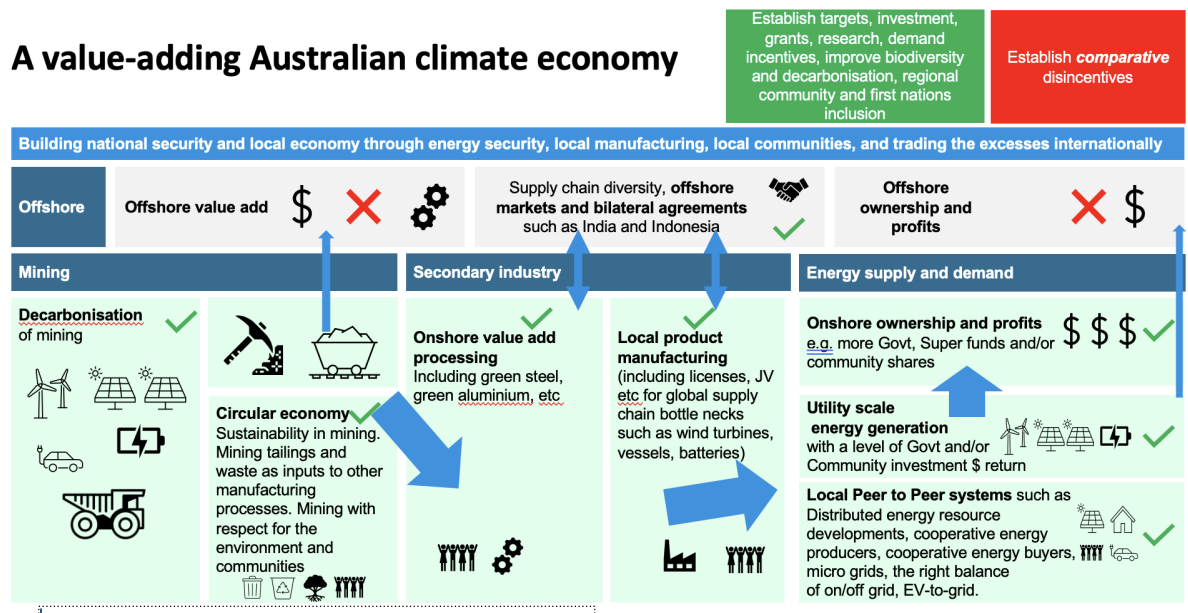 A value-adding Australian climate economy
Establish targets, investment,
grants, research, demand
incentives, improve biodiversity
and decarbonisation, regional
community and first nations
inclusion
Establish comparative
disincentives
Building national security and local economy through energy security, local manufacturing, local communities, and trading the excesses internationally
Offshore
Offshore value add
$
Supply chain diversity, offshore
markets and bilateral agreements
such as India and Indonesia
Offshore
ownership and
profits
$
Mining
Secondary industry
Energy supply and demand
Decarbonisation
of mining
Circular economy
Sustainability in mining.
Mining tailings and
waste as inputs to other
manufacturing
processes. Mining with
respect for the
environment and
communities
Onshore value add
processing
Including green steel,
green aluminium, etc
Local product
manufacturing
(including licenses, JV
etc for global supply
chain bottle necks
such as wind turbines,
vessels, batteries)
Onshore ownership and profits
e.g. more Govt, Super funds and/or
community shares
$ $ $
Utility scale
energy generation
with a level of Govt and/or
Community investment $ return
Local Peer to Peer systems such as
Distributed energy resource
developments, cooperative energy
producers, cooperative energy buyers,
micro grids, the right balance
of on/off grid, EV-to-grid.